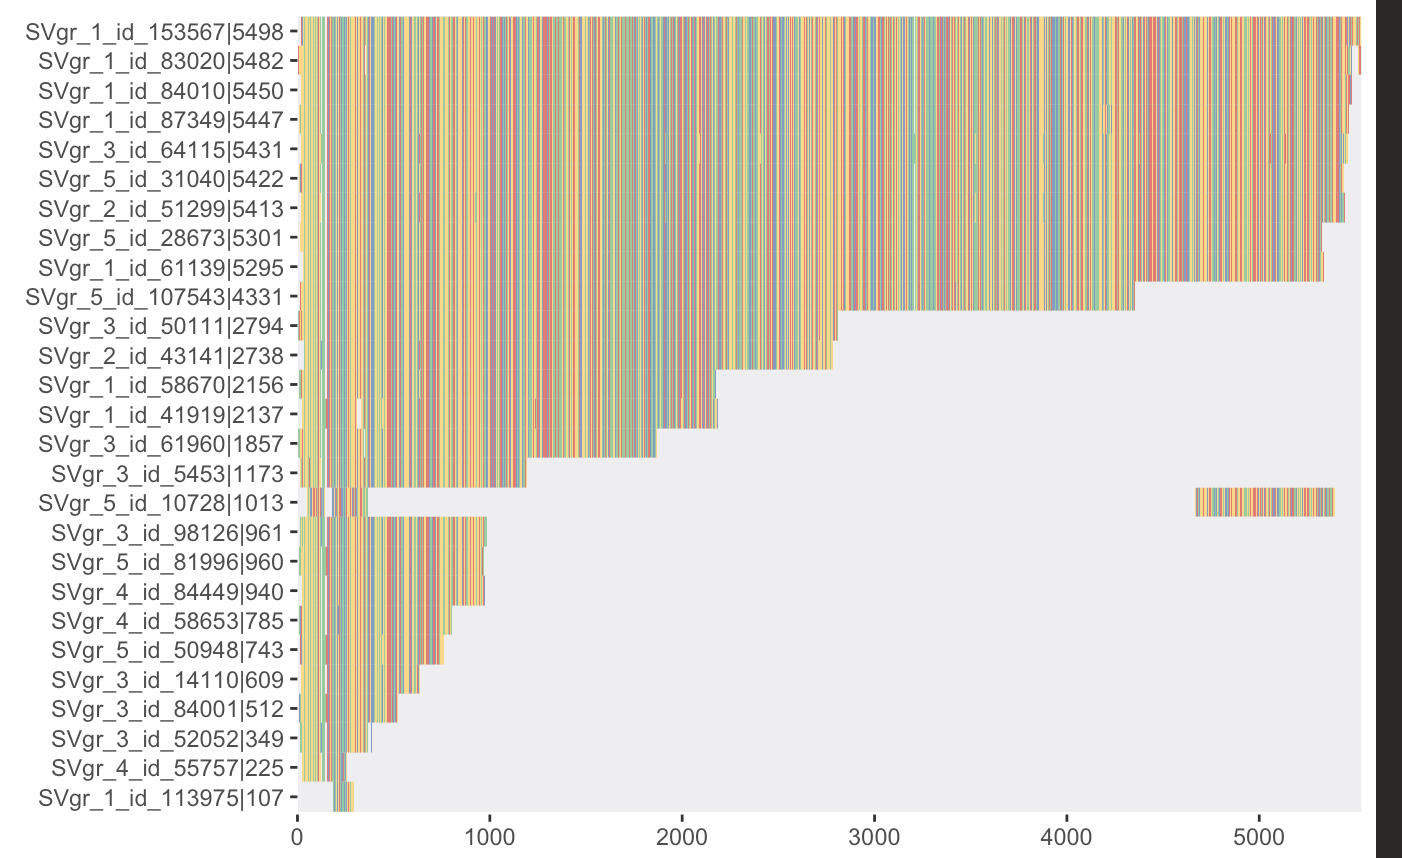 SVgr_1_id_153567|5498
SVgr_1_id_83020|5482
SVgr_1_id_84010|5450
SVgr_1_id_87349|5447
SVgr_3_id_64115|5431
SVgr_5_id_31040|5422
SVgr_2_id_51299|5413
SVgr_5_id_28673|5301
SVgr_1_id_61139|5295
SVgr_5_id_107543|4331
SVgr_3_id_50111|2794
SVgr_2_id_43141|2738
SVgr_1_id_58670|2156
SVgr_1_id_41919|2137
SVgr_3_id_61960|1857
SVgr_3_id_5453|1173
SVgr_5_id_10728|1013
SVgr_3_id_98126|961
SVgr_5_id_81996|960
SVgr_4_id_84449|940
SVgr_4_id_58653|785
SVgr_5_id_50948|743
SVgr_3_id_14110|609
SVgr_3_id_84001|512
SVgr_3_id_52052|349
SVgr_4_id_55757|225
SVgr_1_id_113975|107
0 1000 2000 3000 4000 5000